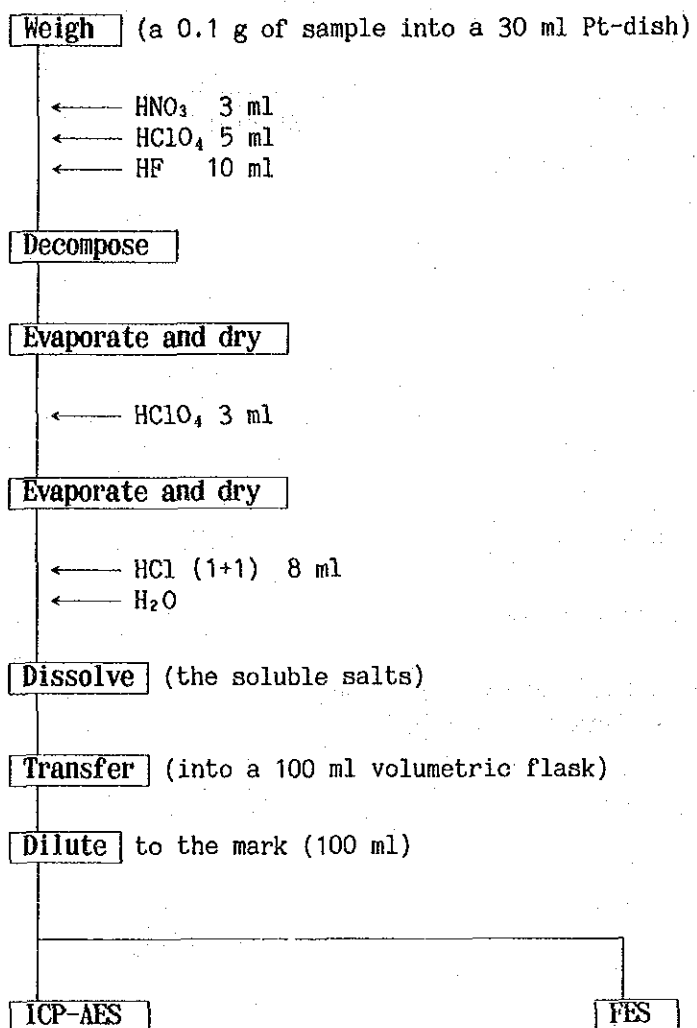 Weigh (a 0.1 g of sample into a 30 ml Pt-dish)
← HNO₃ 3 ml
← HClO₄ 5 ml
← HF 10 ml
Decompose
Evaporate and dry
← HClO₄ 3 ml
Evaporate and dry
← HCl (1+1) 8 ml
← H₂O
Dissolve (the soluble salts)
Transfer (into a 100 ml volumetric flask)
Dilute to the mark (100 ml)
ICP-AES FES